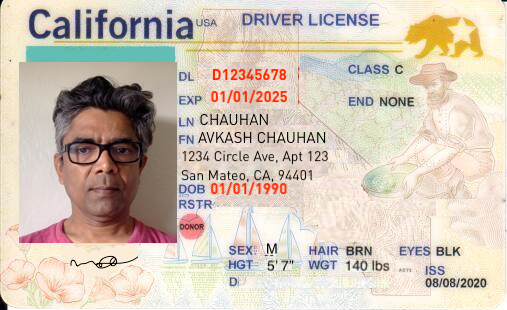 California USA DRIVER LICENSE
DL D12345678 CLASS C
EXP 01/01/2025 END NONE
LN CHAUHAN
FN AVKASH CHAUHAN
1234 Circle Ave, Apt 123
San Mateo, CA, 94401
DOB 01/01/1990
RSTR
DONOR
SEX M HAIR BRN EYES BLK
HGT 5'7" WGT 140 lbs ISS
D 08/08/2020